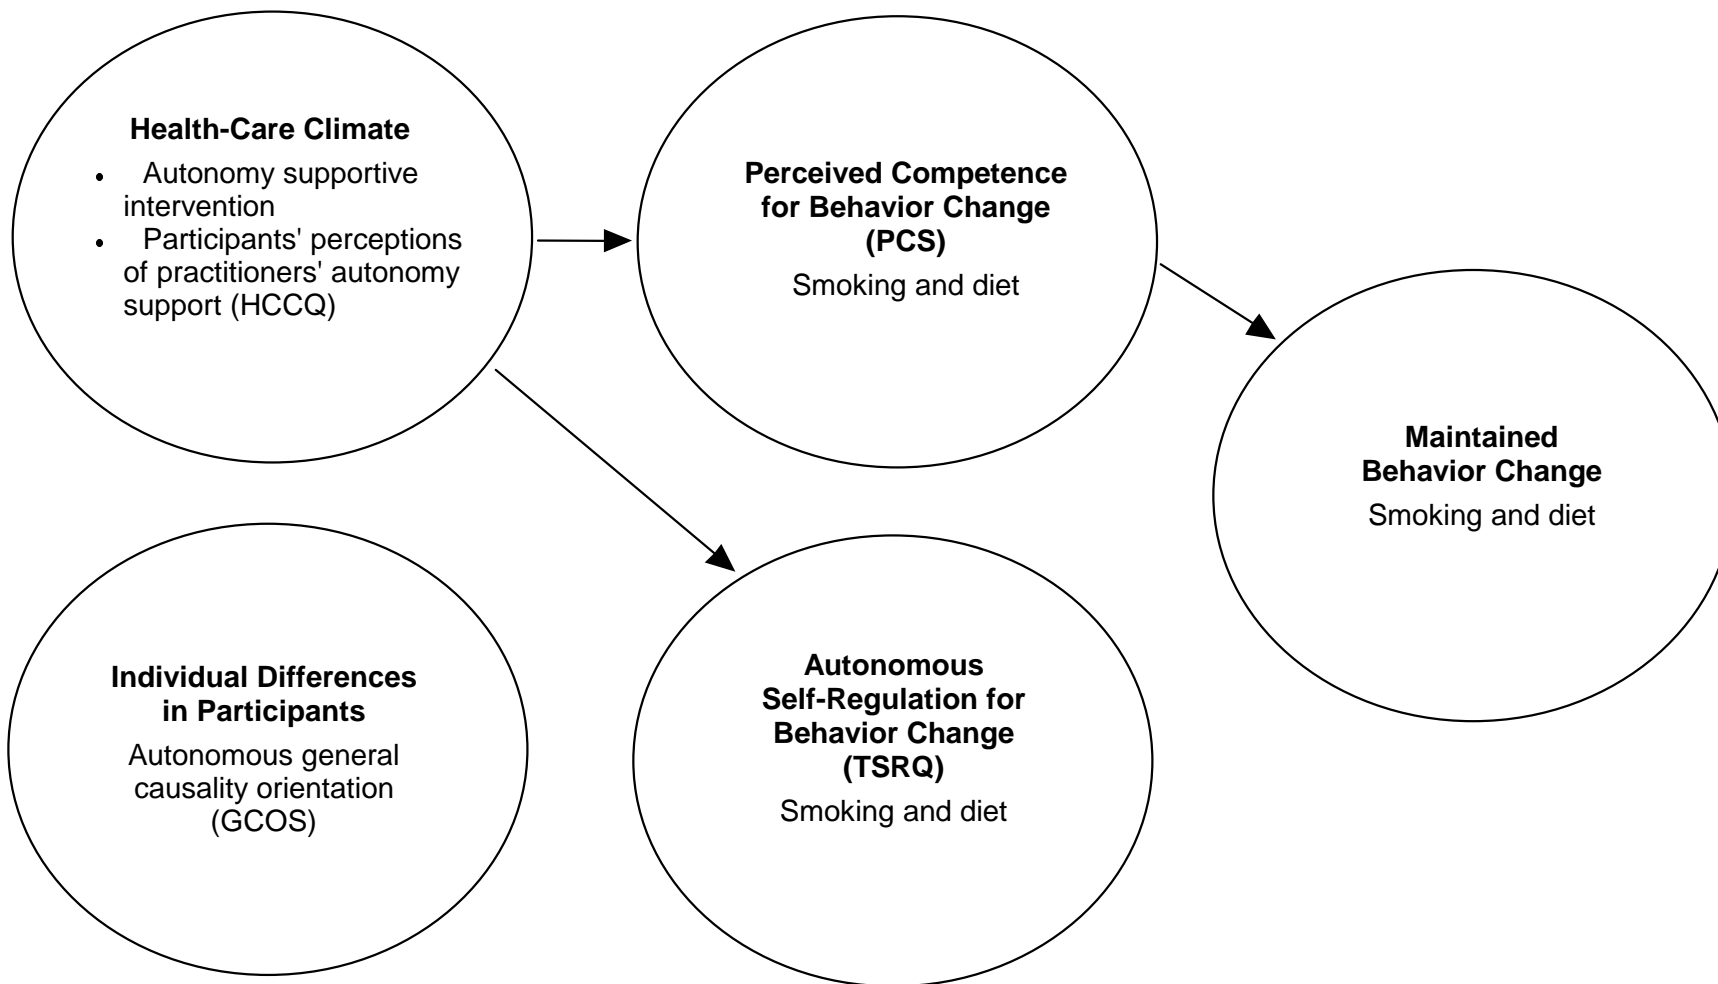 Health-Care Climate
• Autonomy supportive
intervention
• Participants' perceptions
of practitioners' autonomy
support (HCCQ)
Perceived Competence
for Behavior Change
(PCS)
Smoking and diet
Maintained
Behavior Change
Smoking and diet
Individual Differences
in Participants
Autonomous general
causality orientation
(GCOS)
Autonomous
Self-Regulation for
Behavior Change
(TSRQ)
Smoking and diet